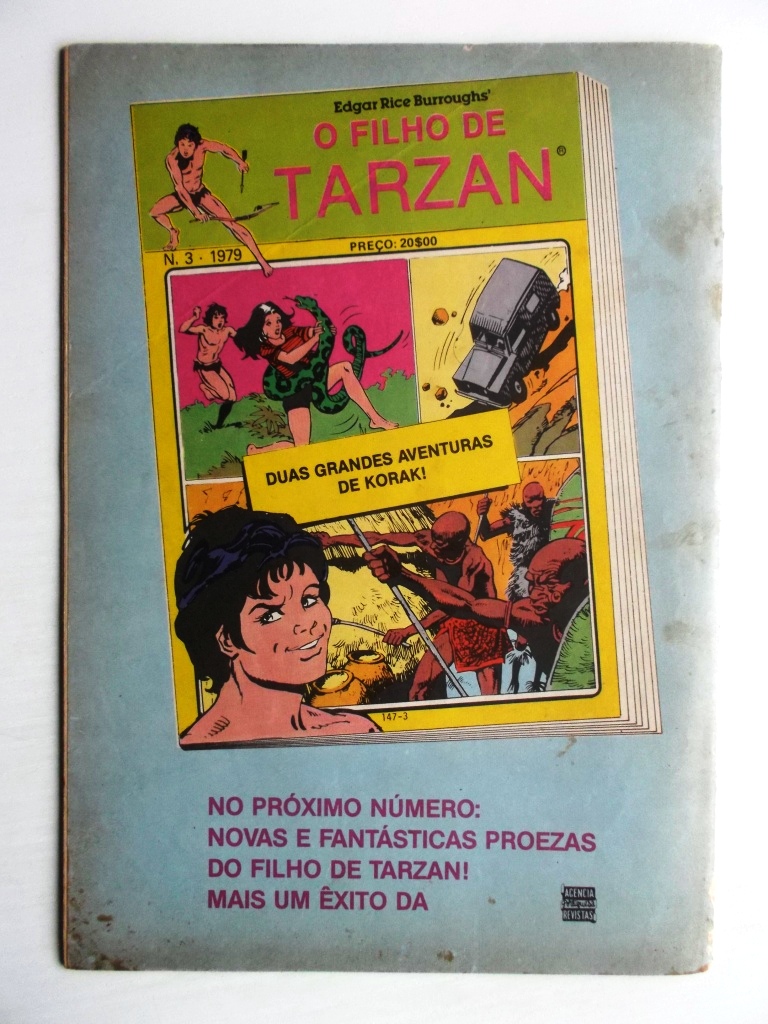 Edgar Rice Burroughs'
O FILHO DE
TARZAN®
N. 3 · 1979
PREÇO: 20$00
DUAS GRANDES AVENTURAS
DE KORAK!
147-3
NO PRÓXIMO NÚMERO:
NOVAS E FANTÁSTICAS PROEZAS
DO FILHO DE TARZAN!
MAIS UM ÊXITO DA
AGENCIA
REVISTAS